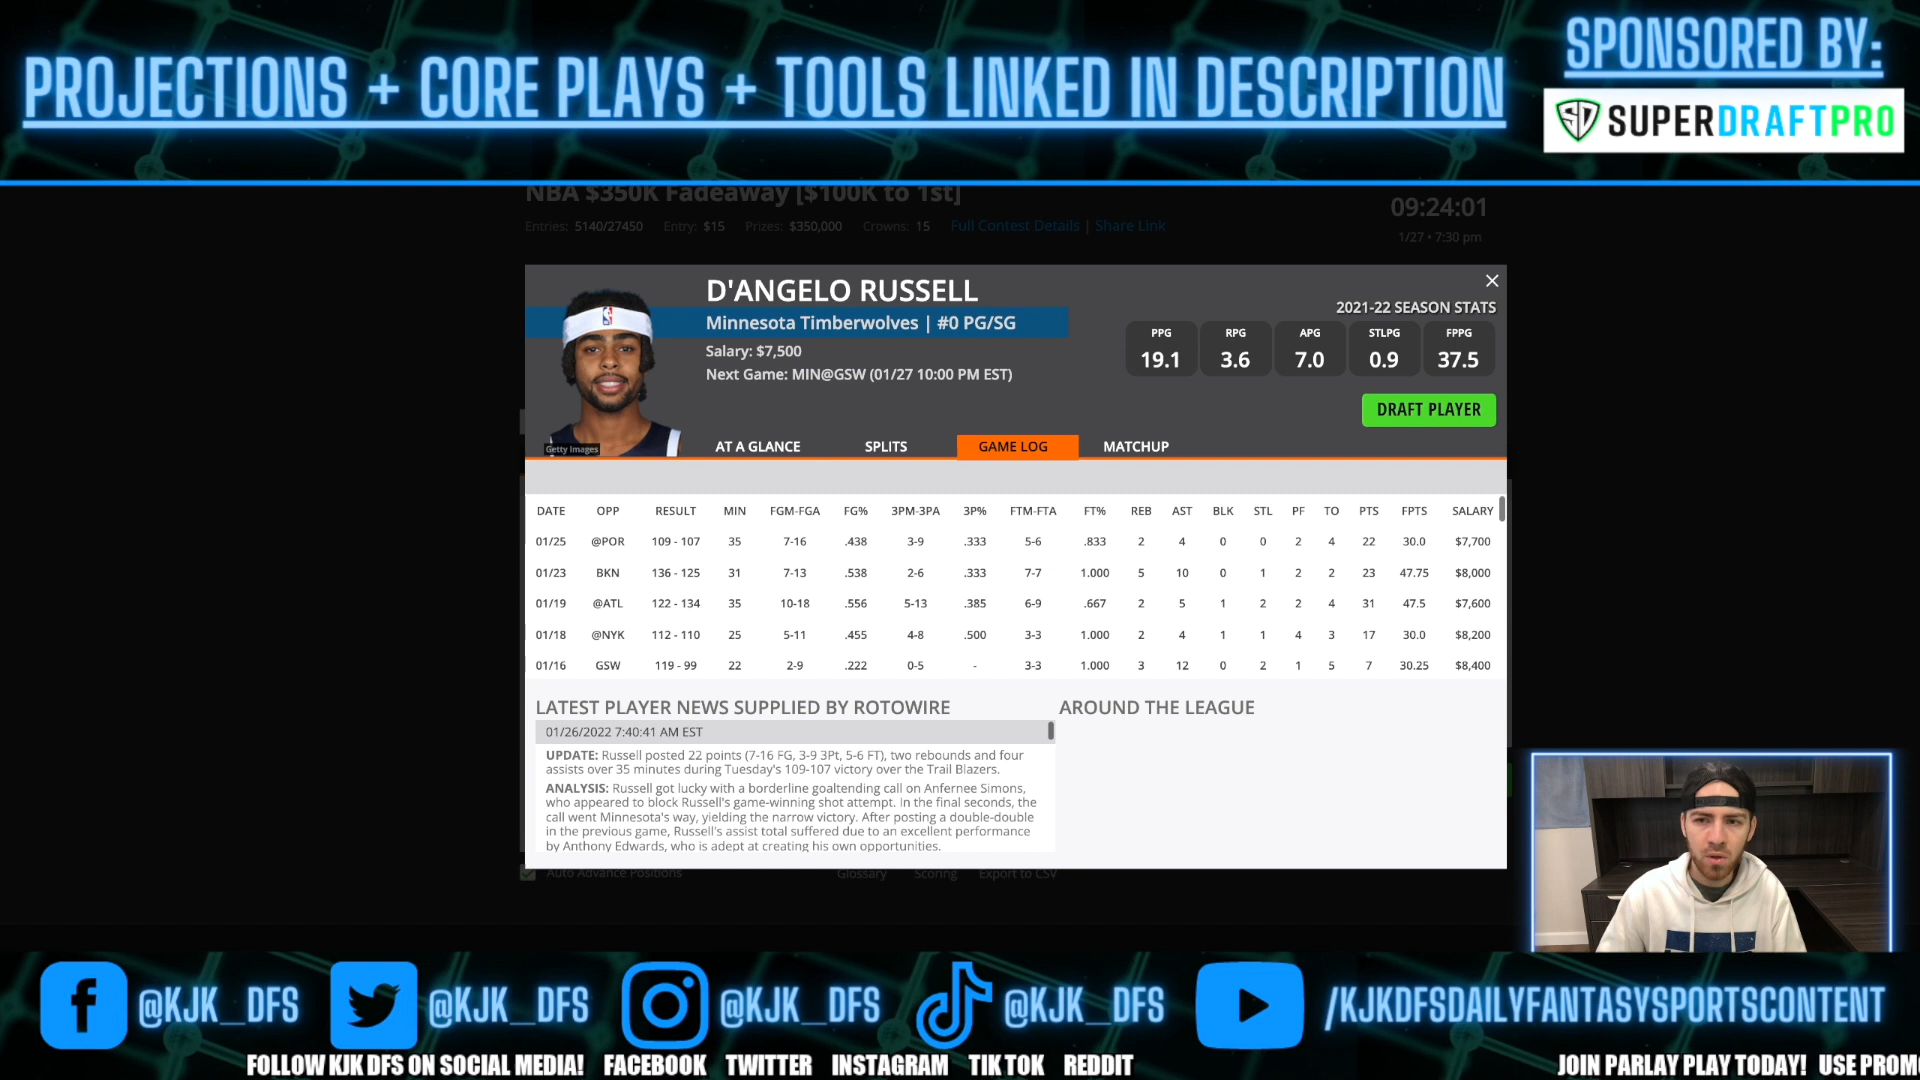 PROJECTIONS + CORE PLAYS + TOOLS LINKED IN DESCRIPTION
SPONSORED BY:
SD SUPERDRAFTPRO
NBA $350K Fadeaway [$100K to 1st]
09:24:01
Entries: 5140/27450 Entry: $15 Prizes: $350,000 Crowns: 15 Full Contest Details | Share Link
1/27 • 7:30 pm
D'ANGELO RUSSELL
Minnesota Timberwolves | #0 PG/SG
Salary: $7,500
Next Game: MIN@GSW (01/27 10:00 PM EST)
2021-22 SEASON STATS
PPG RPG APG STLPG FPPG
19.1 3.6 7.0 0.9 37.5
DRAFT PLAYER
Getty Images
AT A GLANCE SPLITS GAME LOG MATCHUP
DATE OPP RESULT MIN FGM-FGA FG% 3PM-3PA 3P% FTM-FTA FT% REB AST BLK STL PF TO PTS FPTS SALARY
01/25 @POR 109 - 107 35 7-16 .438 3-9 .333 5-6 .833 2 4 0 0 2 4 22 30.0 $7,700
01/23 BKN 136 - 125 31 7-13 .538 2-6 .333 7-7 1.000 5 10 0 1 2 2 23 47.75 $8,000
01/19 @ATL 122 - 134 35 10-18 .556 5-13 .385 6-9 .667 2 5 1 2 2 4 31 47.5 $7,600
01/18 @NYK 112 - 110 25 5-11 .455 4-8 .500 3-3 1.000 2 4 1 1 4 3 17 30.0 $8,200
01/16 GSW 119 - 99 22 2-9 .222 0-5 - 3-3 1.000 3 12 0 2 1 5 7 30.25 $8,400
LATEST PLAYER NEWS SUPPLIED BY ROTOWIRE
AROUND THE LEAGUE
01/26/2022 7:40:41 AM EST
UPDATE: Russell posted 22 points (7-16 FG, 3-9 3Pt, 5-6 FT), two rebounds and four
assists over 35 minutes during Tuesday's 109-107 victory over the Trail Blazers.
ANALYSIS: Russell got lucky with a borderline goaltending call on Anfernee Simons,
who appeared to block Russell's game-winning shot attempt. In the final seconds, the
call went Minnesota's way, yielding the narrow victory. After posting a double-double
in the previous game, Russell's assist total suffered due to an excellent performance
by Anthony Edwards, who is adept at creating his own opportunities.
Auto Advance Positions Glossary Scoring Export to CSV
@KJK_DFS @KJK_DFS @KJK_DFS @KJK_DFS /KJKDFSDAILYFANTASYSPORTSCONTENT
FOLLOW KJK DFS ON SOCIAL MEDIA! FACEBOOK TWITTER INSTAGRAM TIK TOK REDDIT JOIN PARLAY PLAY TODAY! USE PROM